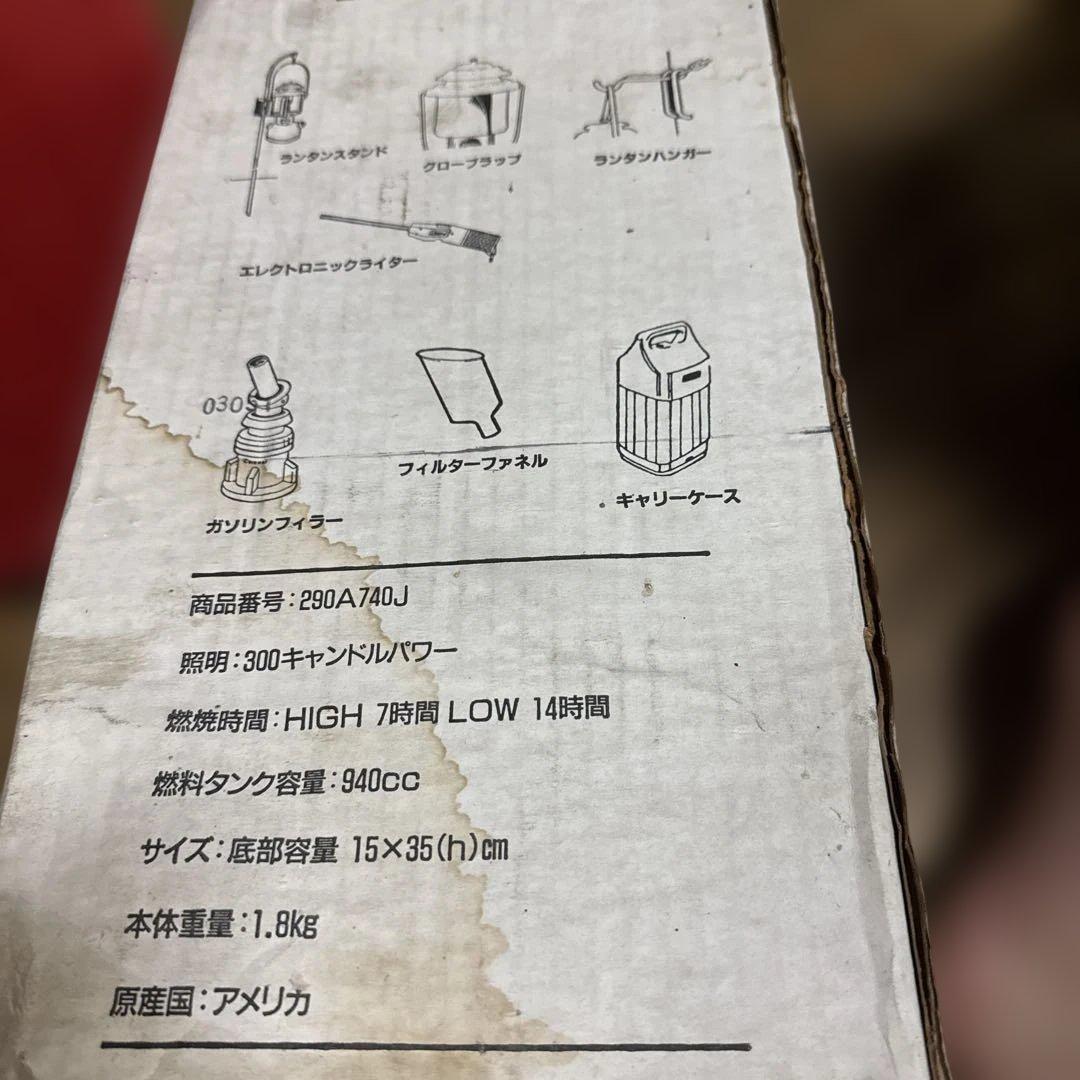 ランタンスタンド
グローブラップ
ランタンハンガー
エレクトロニックライター
030
ガソリンフィラー
フィルターファネル
キャリーケース
商品番号:290A740J
照明:300キャンドルパワー
燃焼時間:HIGH 7時間 LOW 14時間
燃料タンク容量:940cc
サイズ:底部容量 15×35(h)cm
本体重量:1.8kg
原産国:アメリカ